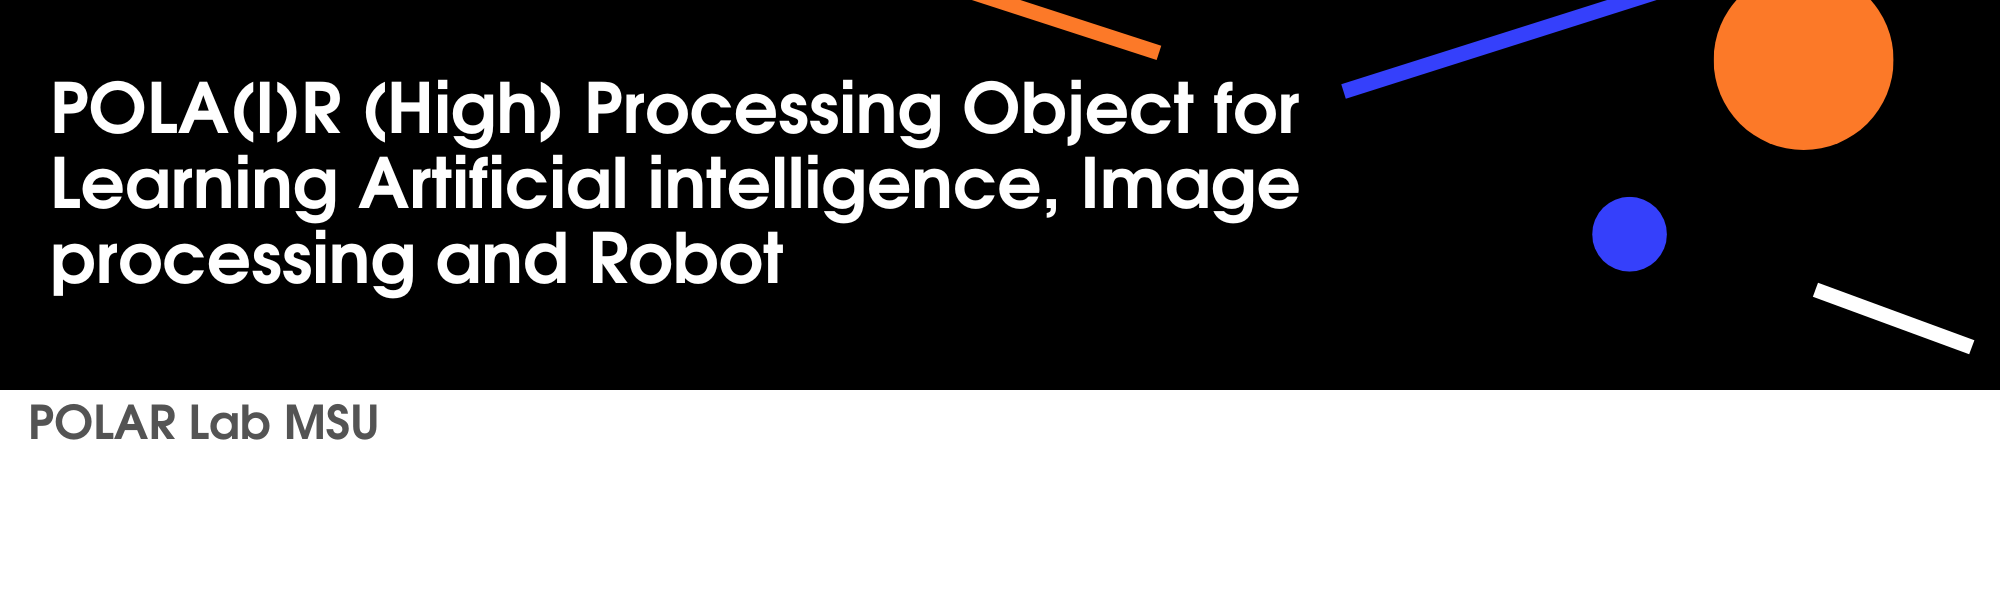 POLA(I)R (High) Processing Object for
Learning Artificial intelligence, Image
processing and Robot
POLAR Lab MSU